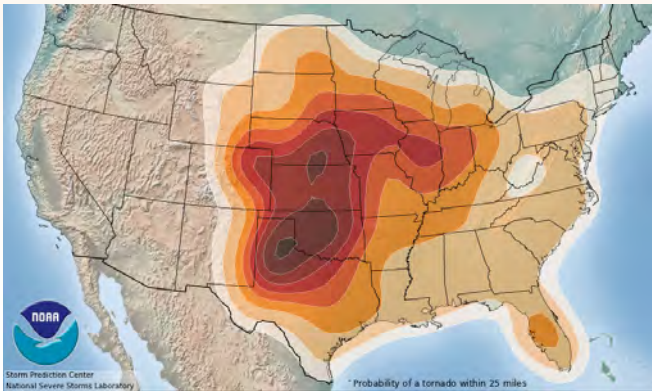 NOAA
Storm Prediction Center
National Severe Storms Laboratory
*Probability of a tornado within 25 miles